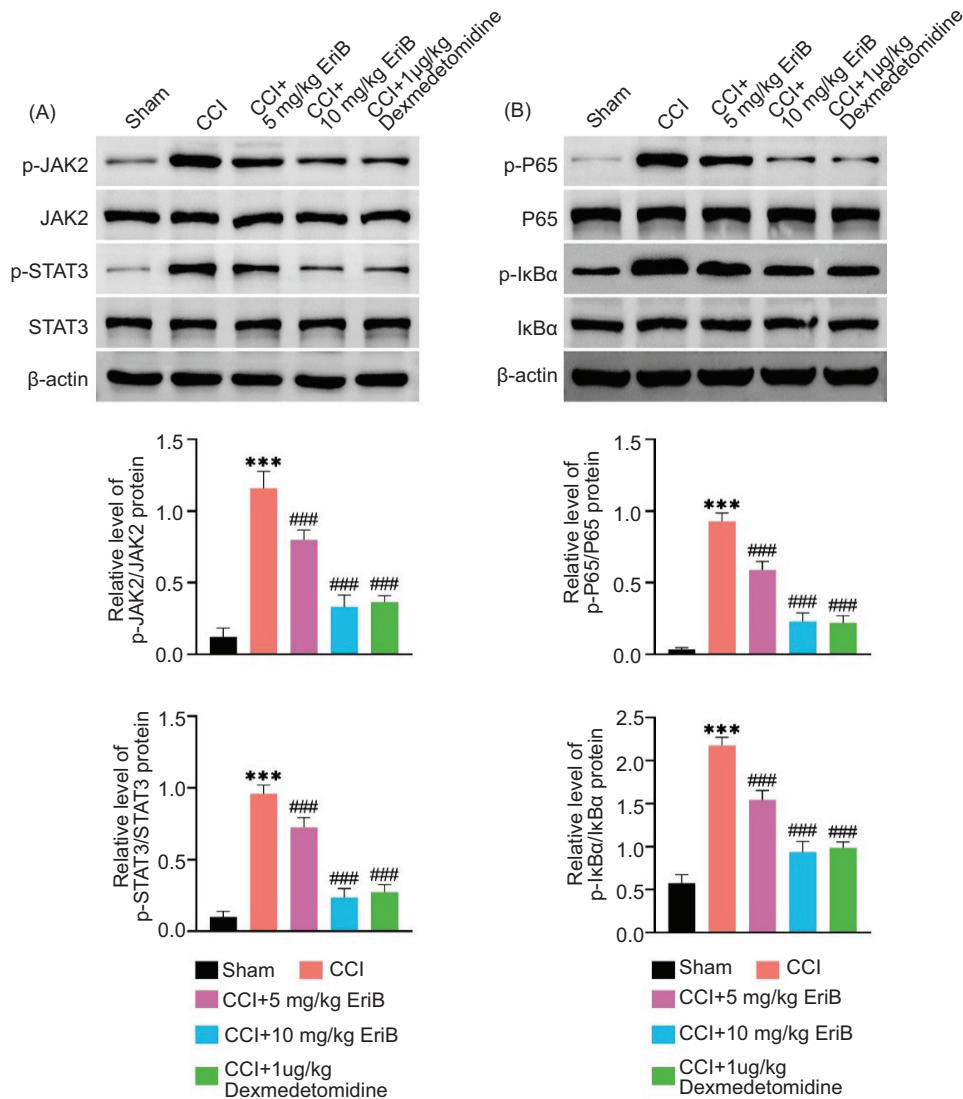 (A)
Sham
CCI
CCI+
5 mg/kg EriB
CCI+
10 mg/kg EriB
CCI+1µg/kg
Dexmedetomidine
p-JAK2
JAK2
p-STAT3
STAT3
β-actin
Relative level of
p-JAK2/JAK2 protein
1.5
1.0
0.5
0.0
***
###
###
###
Relative level of
p-STAT3/STAT3 protein
1.5
1.0
0.5
0.0
***
###
###
###
Sham
CCI
CCI+5 mg/kg EriB
CCI+10 mg/kg EriB
CCI+1ug/kg
Dexmedetomidine
(B)
Sham
CCI
CCI+
5 mg/kg EriB
CCI+
10 mg/kg EriB
CCI+1µg/kg
Dexmedetomidine
p-P65
P65
p-IκBα
IκBα
β-actin
Relative level of
p-P65/P65 protein
1.5
1.0
0.5
0.0
***
###
###
###
Relative level of
p-IκBα/IκBα protein
2.5
2.0
1.5
1.0
0.5
0.0
***
###
###
###
Sham
CCI
CCI+5 mg/kg EriB
CCI+10 mg/kg EriB
CCI+1ug/kg
Dexmedetomidine